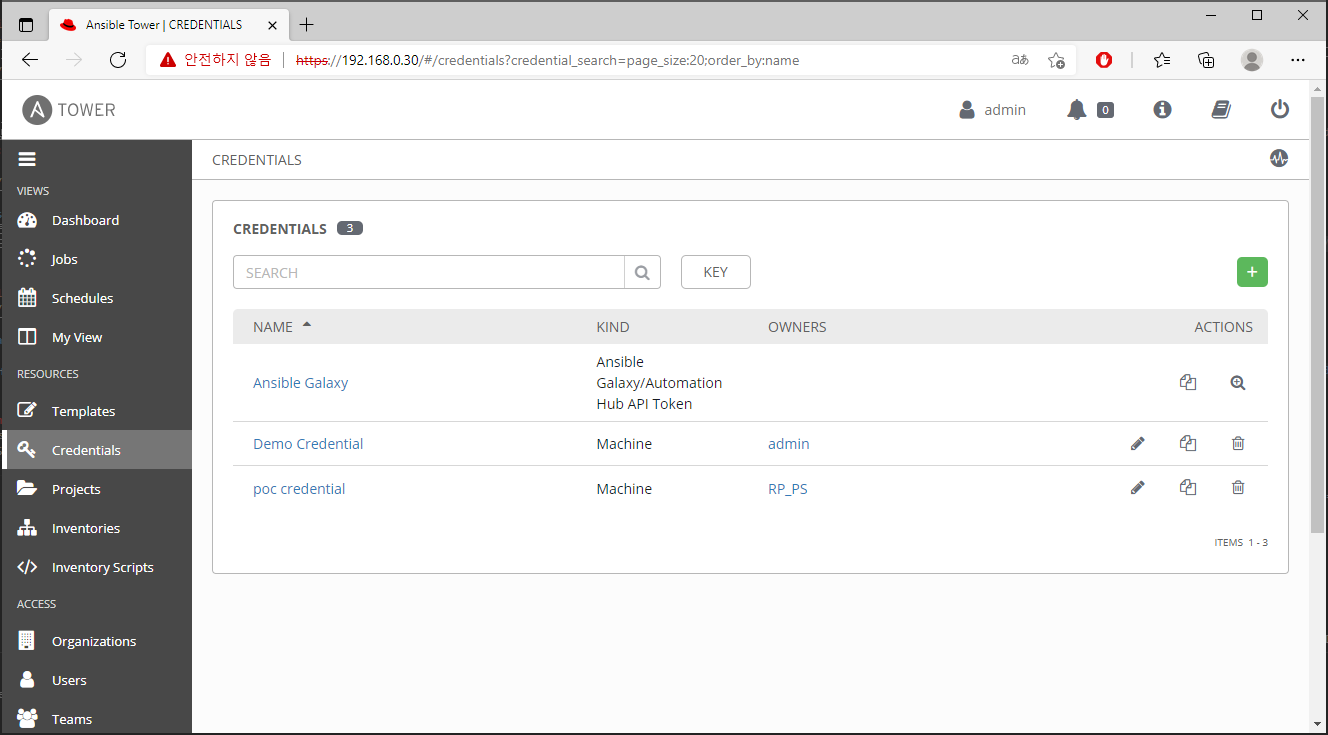 Ansible Tower | CREDENTIALS
안전하지 않음 https://192.168.0.30/#/credentials?credential_search=page_size:20;order_by:name
TOWER
admin 0
VIEWS
Dashboard
Jobs
Schedules
My View
RESOURCES
Templates
Credentials
Projects
Inventories
Inventory Scripts
ACCESS
Organizations
Users
Teams
CREDENTIALS
CREDENTIALS 3
SEARCH KEY +
NAME KIND OWNERS ACTIONS
Ansible Galaxy Ansible
Galaxy/Automation
Hub API Token
Demo Credential Machine admin
poc credential Machine RP_PS
ITEMS 1 - 3